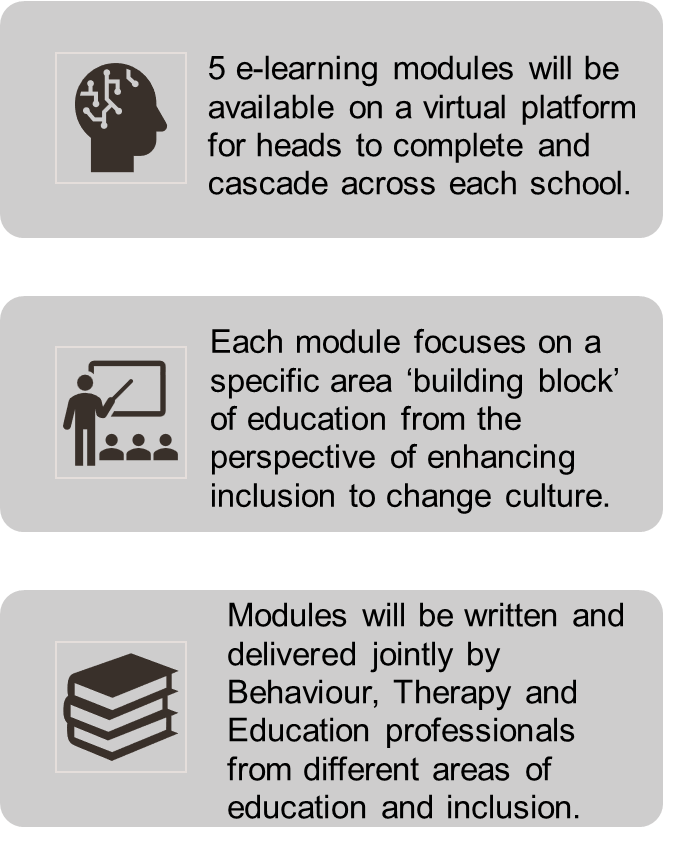 5 e-learning modules will be
available on a virtual platform
for heads to complete and
cascade across each school.
Each module focuses on a
specific area ‘building block’
of education from the
perspective of enhancing
inclusion to change culture.
Modules will be written and
delivered jointly by
Behaviour, Therapy and
Education professionals
from different areas of
education and inclusion.